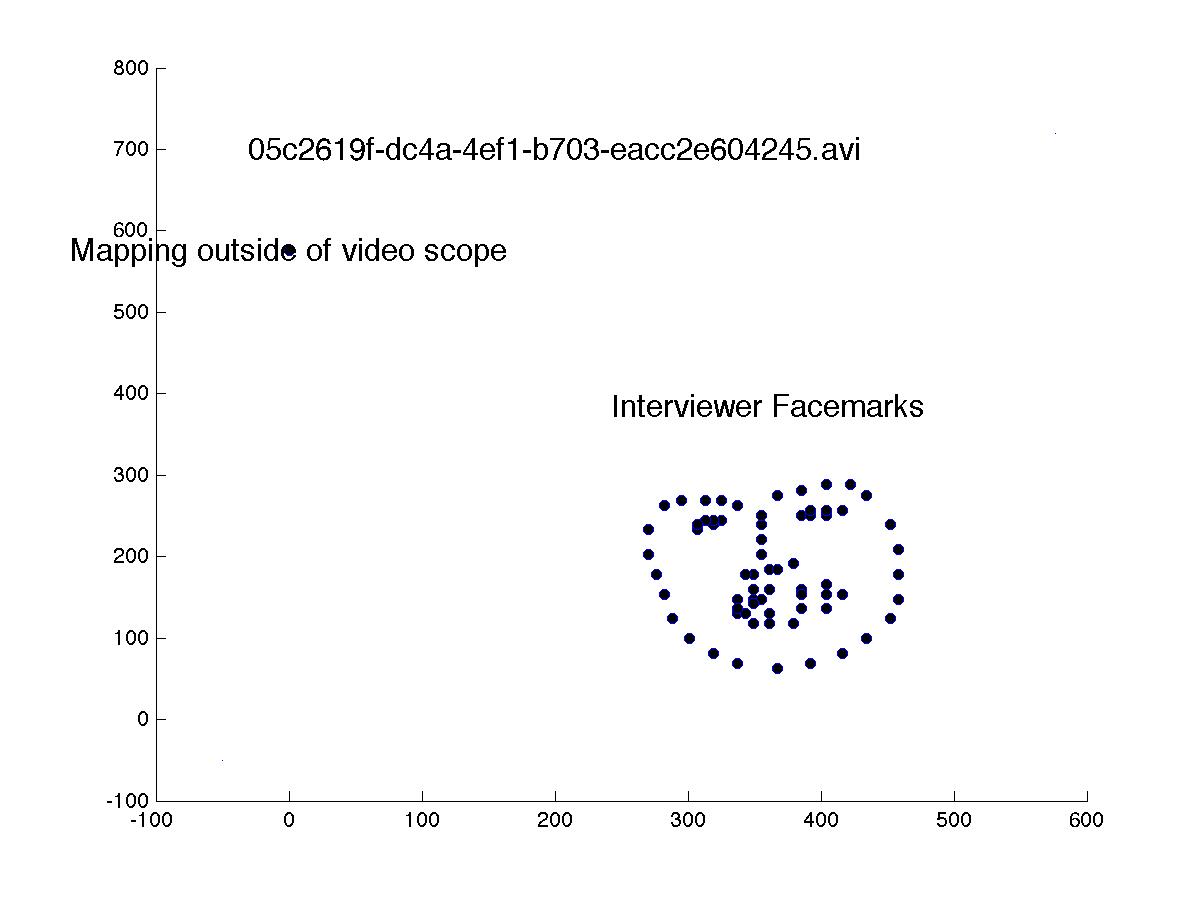 800
700
05c2619f-dc4a-4ef1-b703-eacc2e604245.avi
600
Mapping outside of video scope
500
400
Interviewer Facemarks
300
200
100
0
-100
-100 0 100 200 300 400 500 600